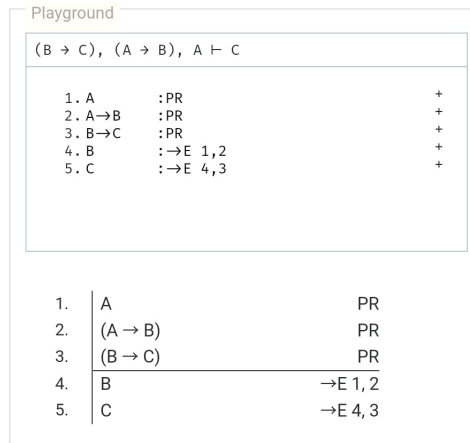 Playground
(B → C), (A → B), A ⊢ C
1. A :PR +
2. A→B :PR +
3. B→C :PR +
4. B :→E 1,2 +
5. C :→E 4,3 +
1. A PR
2. (A → B) PR
3. (B → C) PR
4. B →E 1, 2
5. C →E 4, 3